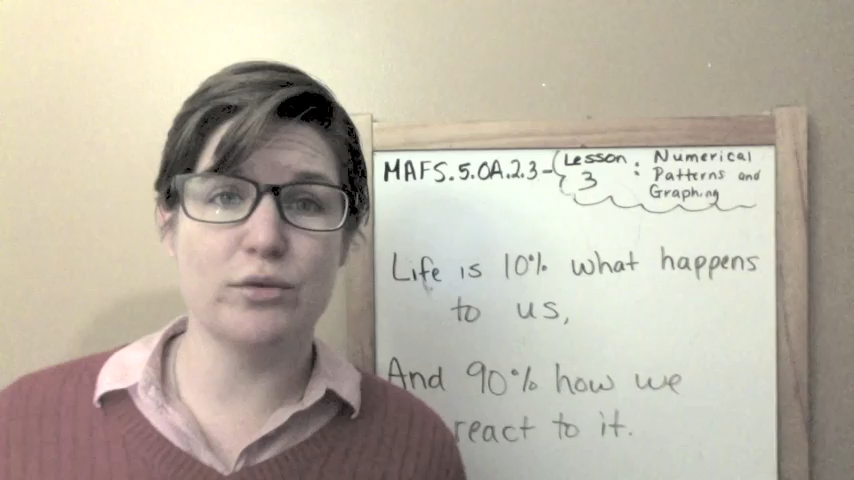 MAFS.5.OA.2.3 - Lesson 3 : Numerical Patterns and Graphing
Life is 10% what happens
to us,
And 90% how we
react to it.